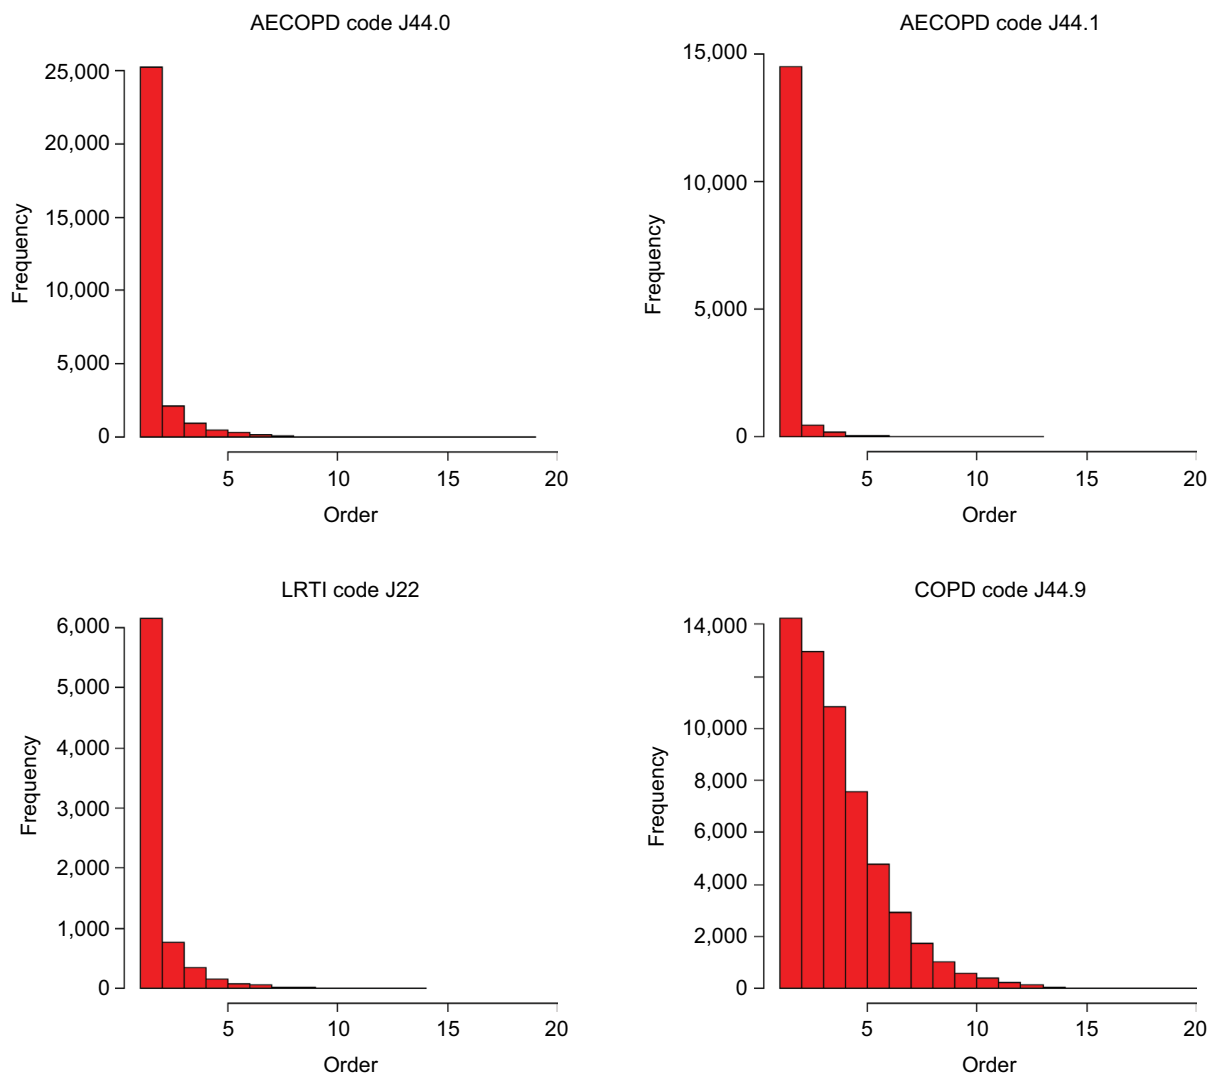 AECOPD code J44.0
Frequency
25,000
20,000
15,000
10,000
5,000
0
5 10 15 20
Order
AECOPD code J44.1
Frequency
15,000
10,000
5,000
0
5 10 15 20
Order
LRTI code J22
Frequency
6,000
5,000
4,000
3,000
2,000
1,000
0
5 10 15 20
Order
COPD code J44.9
Frequency
14,000
10,000
8,000
6,000
4,000
2,000
0
5 10 15 20
Order